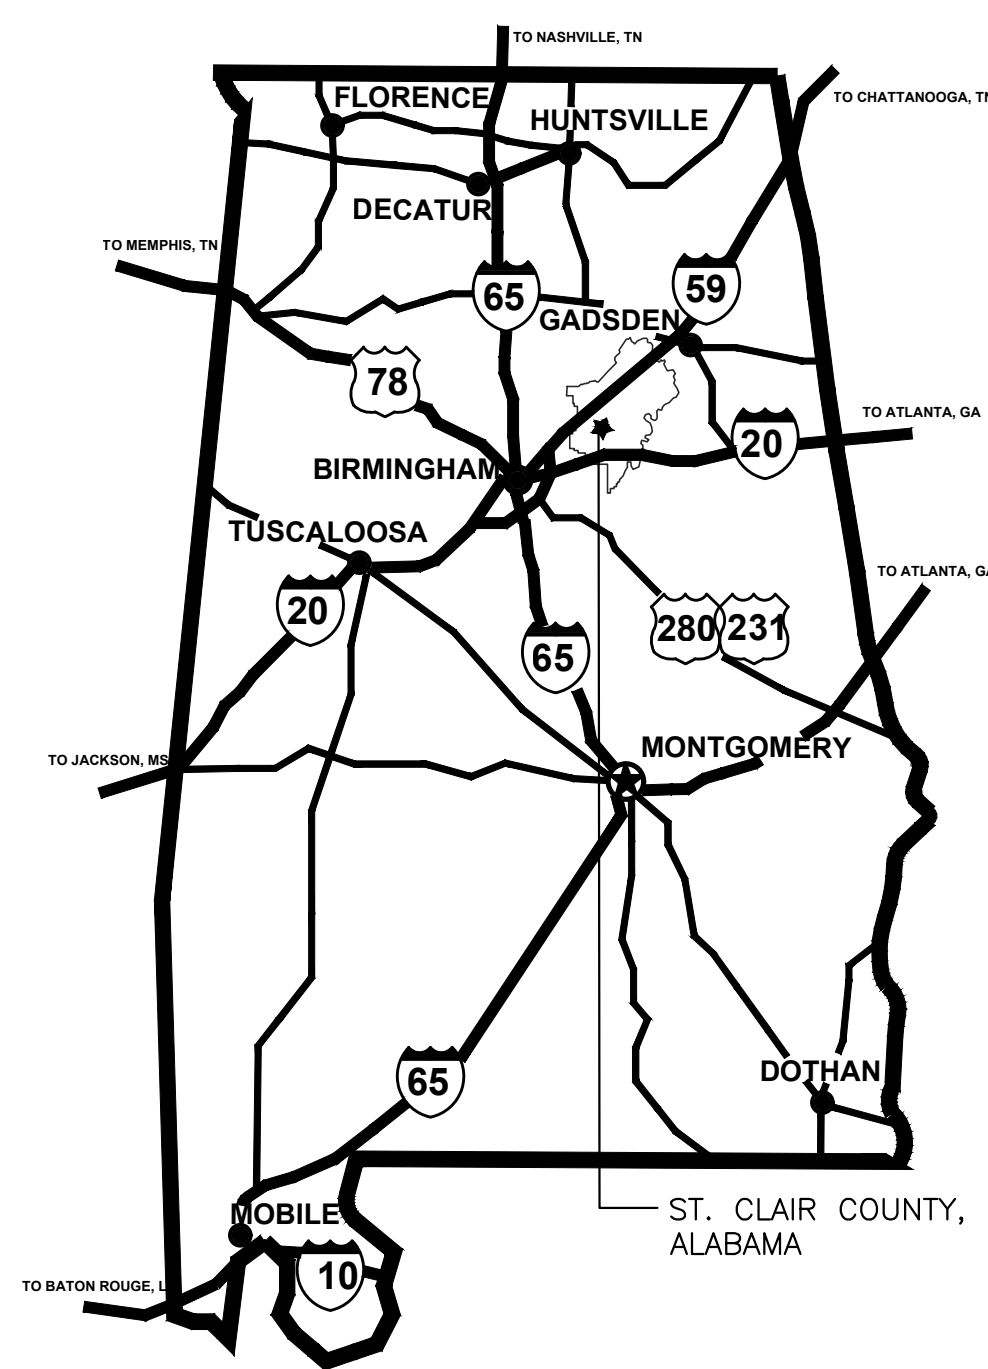 TO NASHVILLE, TN
TO CHATTANOOGA, TN
FLORENCE
HUNTSVILLE
DECATUR
TO MEMPHIS, TN
65
59
GADSDEN
78
TO ATLANTA, GA
20
BIRMINGHAM
TUSCALOOSA
TO ATLANTA, GA
20
280
231
65
MONTGOMERY
TO JACKSON, MS
DOTHAN
65
ST. CLAIR COUNTY,
ALABAMA
MOBILE
10
TO BATON ROUGE, L